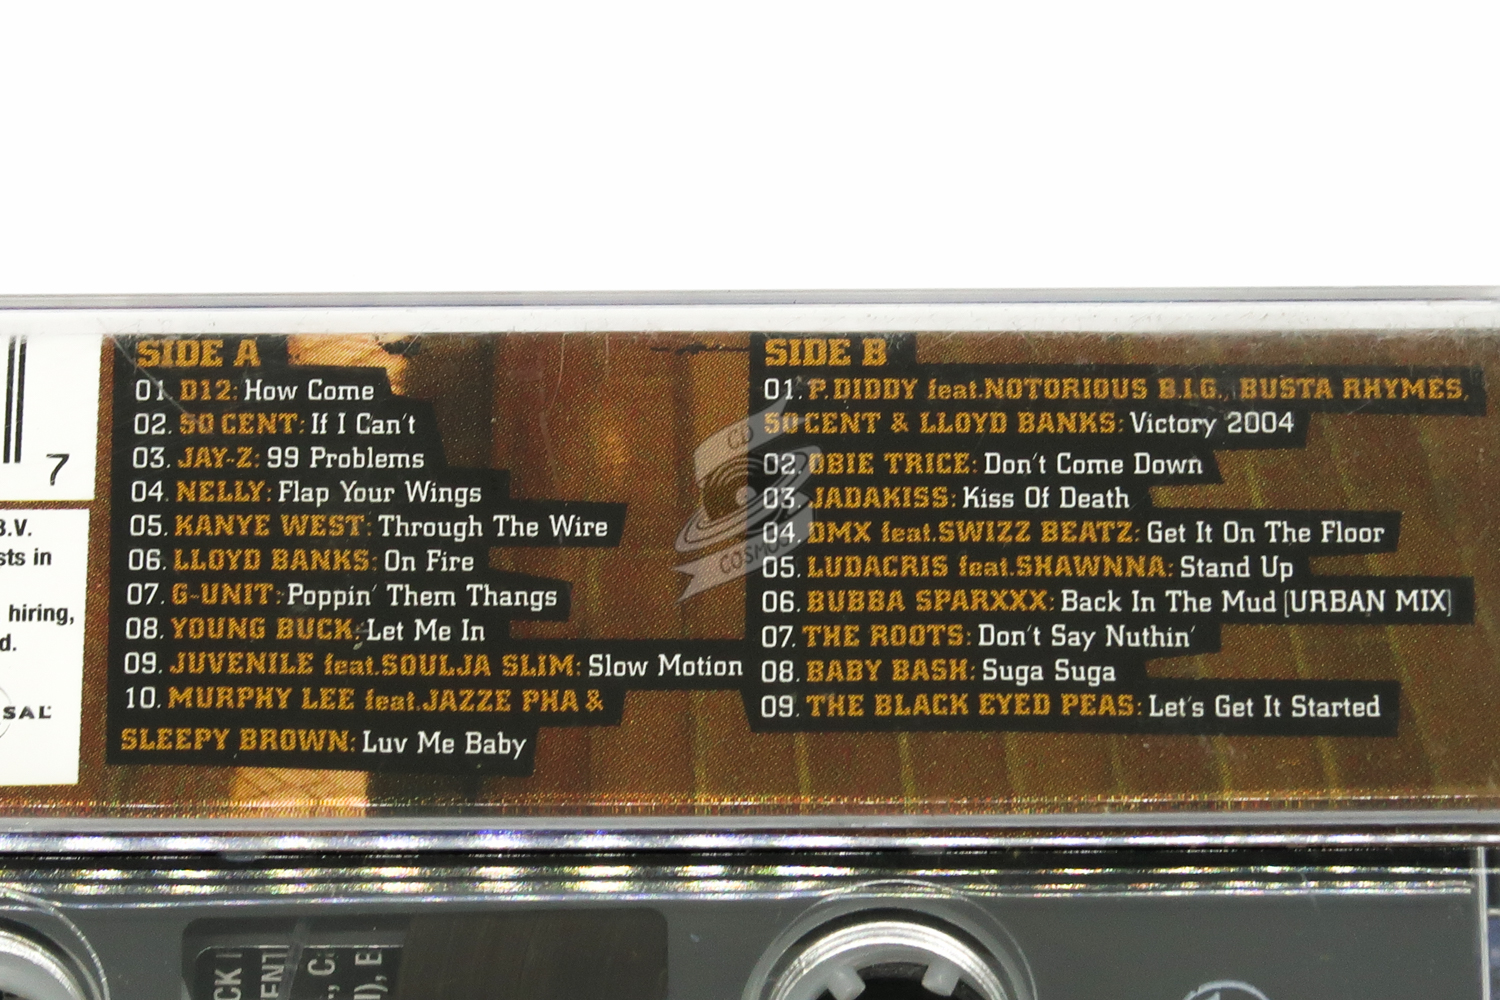 SIDE A
01. D12: How Come
02. 50 CENT: If I Can't
03. JAY-Z: 99 Problems
04. NELLY: Flap Your Wings
05. KANYE WEST: Through The Wire
06. LLOYD BANKS: On Fire
07. G-UNIT: Poppin' Them Thangs
08. YOUNG BUCK: Let Me In
09. JUVENILE feat.SOULJA SLIM: Slow Motion
10. MURPHY LEE feat.JAZZE PHA &
SLEEPY BROWN: Luv Me Baby
SIDE B
01. P.DIDDY feat.NOTORIOUS B.I.G., BUSTA RHYMES,
50 CENT & LLOYD BANKS: Victory 2004
02. OBIE TRICE: Don't Come Down
03. JADAKISS: Kiss Of Death
04. DMX feat.SWIZZ BEATZ: Get It On The Floor
05. LUDACRIS feat.SHAWNNA: Stand Up
06. BUBBA SPARXXX: Back In The Mud [URBAN MIX]
07. THE ROOTS: Don't Say Nuthin'
08. BABY BASH: Suga Suga
09. THE BLACK EYED PEAS: Let's Get It Started
7
B.V.
sts in
hiring,
d.
SAL
CD
COSMOS